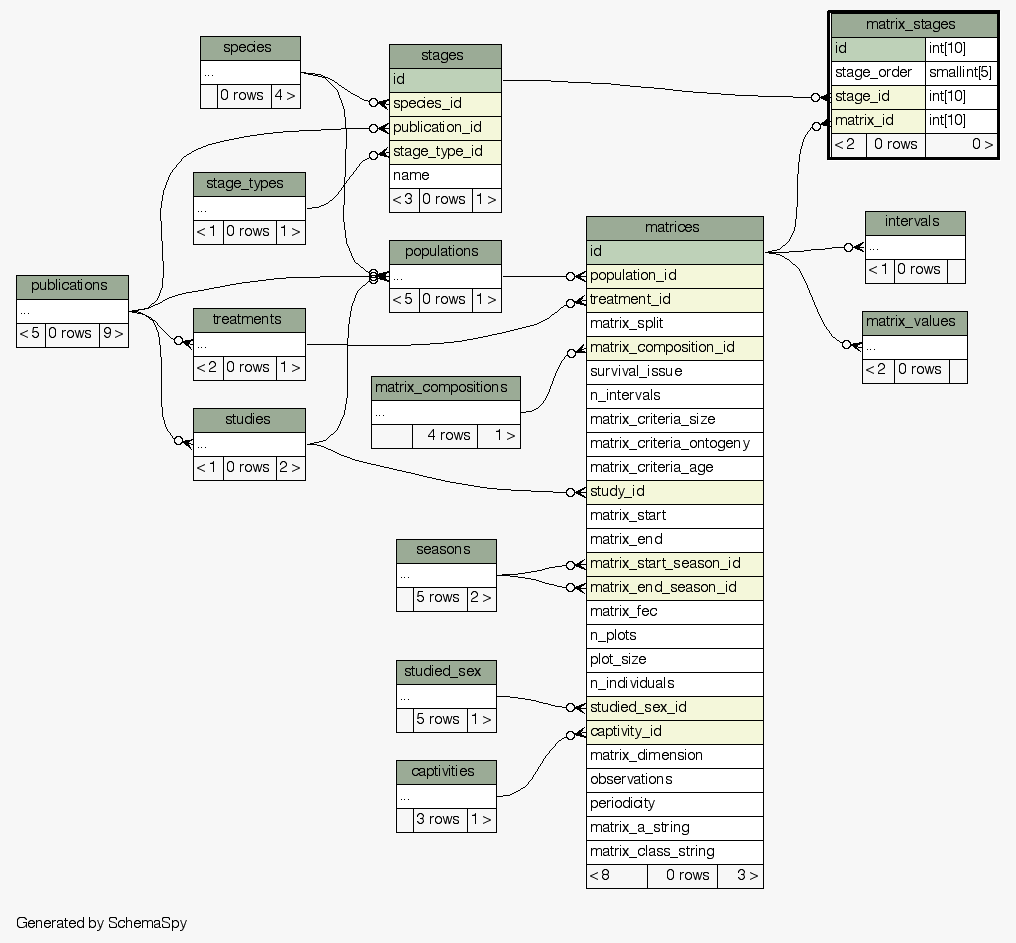 species
...
0 rows 4 >
stages
id
species_id
publication_id
stage_type_id
name
< 3 0 rows 1 >
matrix_stages
id int[10]
stage_order smallint[5]
stage_id int[10]
matrix_id int[10]
< 2 0 rows 0 >
stage_types
...
< 1 0 rows 1 >
populations
...
< 5 0 rows 1 >
matrices
id
population_id
treatment_id
matrix_split
matrix_composition_id
survival_issue
n_intervals
matrix_criteria_size
matrix_criteria_ontogeny
matrix_criteria_age
study_id
matrix_start
matrix_end
matrix_start_season_id
matrix_end_season_id
matrix_fec
n_plots
plot_size
n_individuals
studied_sex_id
captivity_id
matrix_dimension
observations
periodicity
matrix_a_string
matrix_class_string
< 8 0 rows 3 >
intervals
...
< 1 0 rows
matrix_values
...
< 2 0 rows
publications
...
< 5 0 rows 9 >
treatments
...
< 2 0 rows 1 >
matrix_compositions
...
4 rows 1 >
studies
...
< 1 0 rows 2 >
seasons
...
5 rows 2 >
studied_sex
...
5 rows 1 >
captivities
...
3 rows 1 >
Generated by SchemaSpy